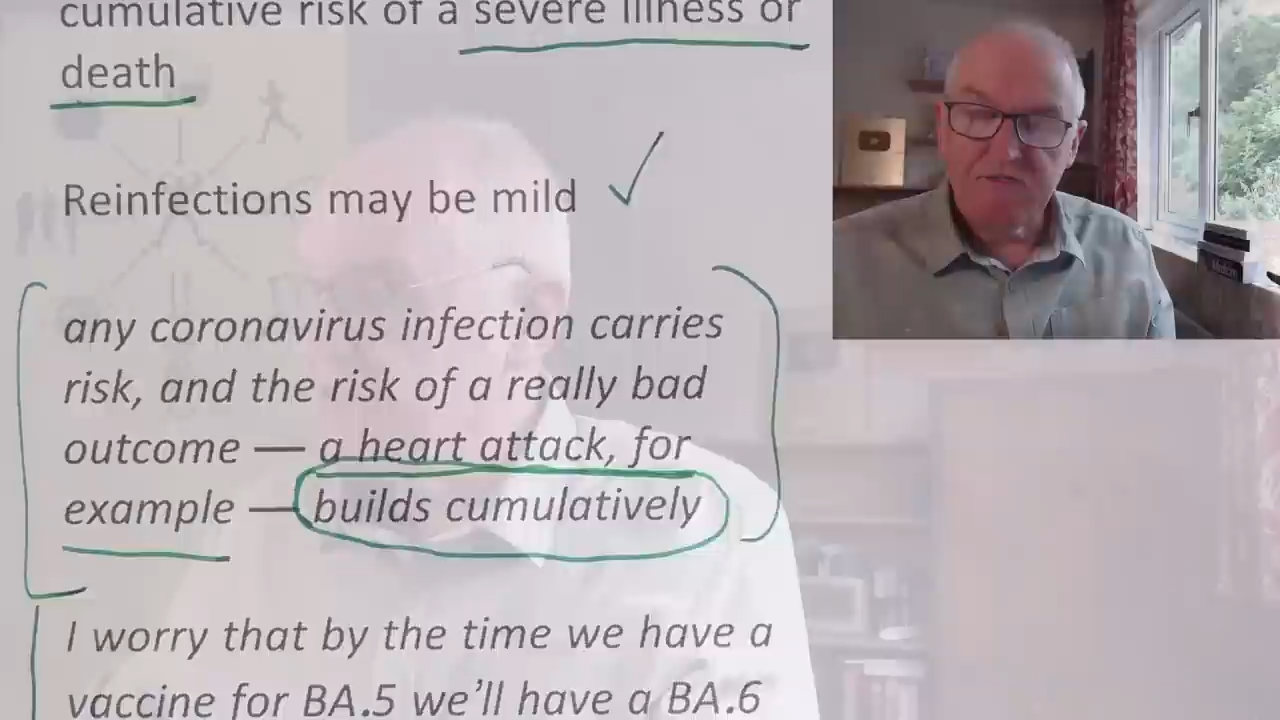 cumulative risk of a severe illness or
death
Reinfections may be mild
any coronavirus infection carries
risk, and the risk of a really bad
outcome — a heart attack, for
example — builds cumulatively
I worry that by the time we have a
vaccine for BA.5 we’ll have a BA.6